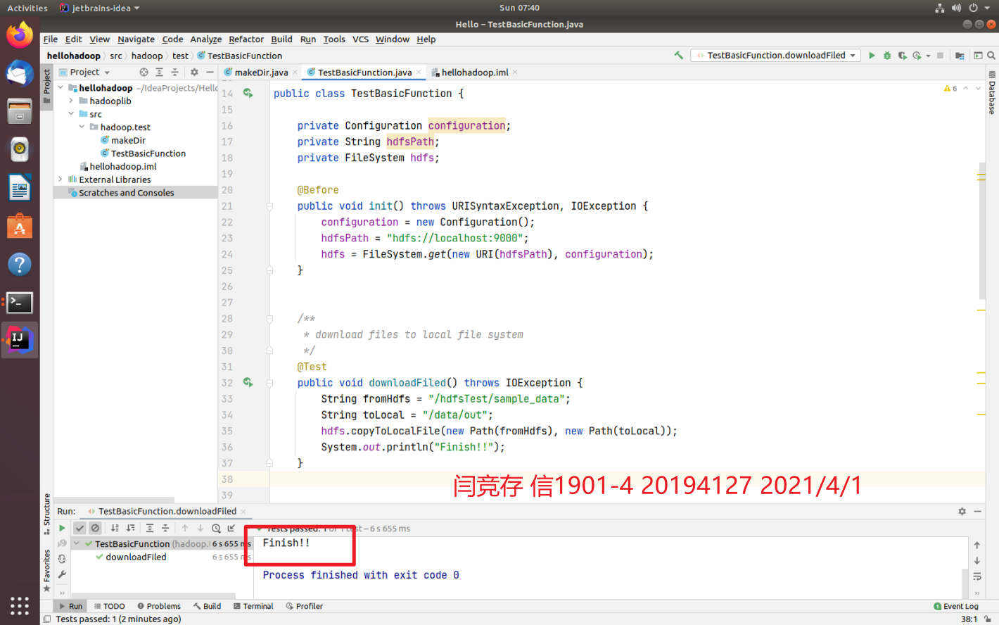 Activities jetbrains-idea Sun 07:40
Hello – TestBasicFunction.java
File Edit View Navigate Code Analyze Refactor Build Run Tools VCS Window Help
hellohadoop src hadoop test TestBasicFunction TestBasicFunction.downloadFiled
Project makeDir.java TestBasicFunction.java hellohadoop.iml
Project
Database
Structure
Favorites
hellohadoop ~/IdeaProjects/Hello
hadooplib
src
hadoop.test
makeDir
TestBasicFunction
hellohadoop.iml
External Libraries
Scratches and Consoles
6
14 public class TestBasicFunction {
15
16 private Configuration configuration;
17 private String hdfsPath;
18 private FileSystem hdfs;
19
20 @Before
21 public void init() throws URISyntaxException, IOException {
22 configuration = new Configuration();
23 hdfsPath = "hdfs://localhost:9000";
24 hdfs = FileSystem.get(new URI(hdfsPath), configuration);
25 }
26
27
28 /**
29 * download files to local file system
30 */
31 @Test
32 public void downloadFiled() throws IOException {
33 String fromHdfs = "/hdfsTest/sample_data";
34 String toLocal = "/data/out";
35 hdfs.copyToLocalFile(new Path(fromHdfs), new Path(toLocal));
36 System.out.println("Finish!!");
37 }
38
39
闫竞存 信1901-4 20194127 2021/4/1
Run: TestBasicFunction.downloadFiled
Tests passed: 1 of 1 test – 6 s 655 ms
TestBasicFunction (hadoop. 6 s 655 ms
downloadFiled 6 s 655 ms
Finish!!
Process finished with exit code 0
Run TODO Problems Build Terminal Profiler 1 Event Log
Tests passed: 1 (2 minutes ago) 38:1